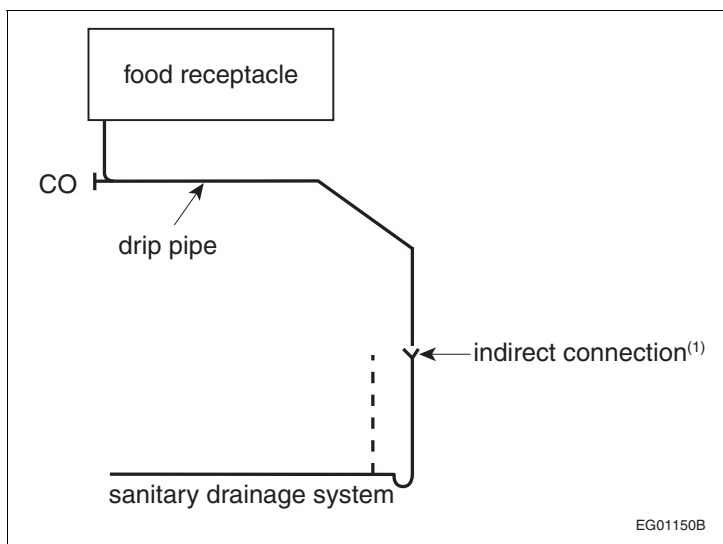 food receptacle
CO
drip pipe
indirect connection(1)
sanitary drainage system
EG01150B